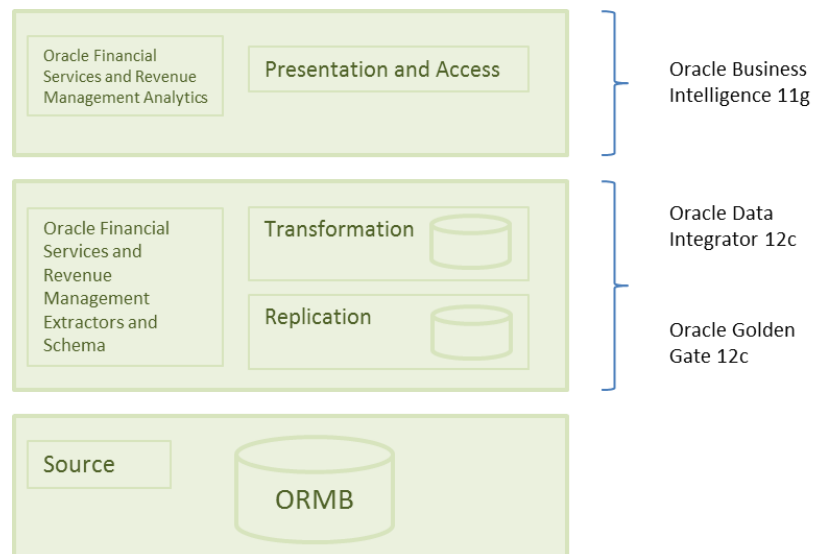 Oracle Financial
Services and Revenue
Management Analytics
Presentation and Access
Oracle Business
Intelligence 11g
Oracle Financial
Services and
Revenue
Management
Extractors and
Schema
Transformation
Replication
Oracle Data
Integrator 12c
Oracle Golden
Gate 12c
Source
ORMB